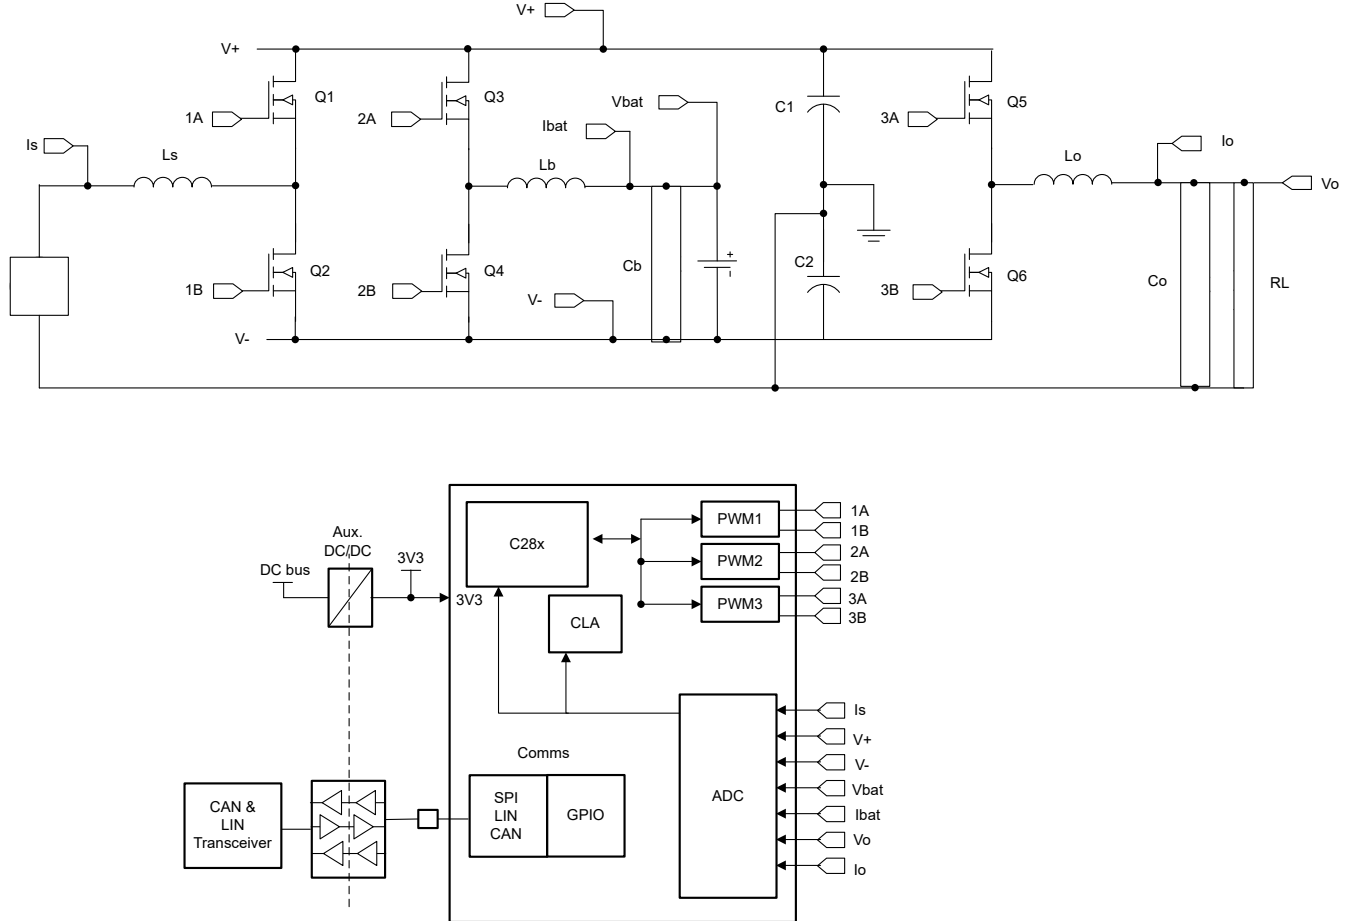 V+
V+
Q1
Q3
Vbat
C1
Q5
1A
2A
Ibat
3A
Is
Ls
Lb
Lo
Io
Vo
Q2
Q4
Cb
+
C2
Q6
1B
2B
V-
3B
Co
RL
V-
Aux.
DC/DC
3V3
DC bus
3V3
C28x
CLA
PWM1
PWM2
PWM3
1A
1B
2A
2B
3A
3B
Is
V+
V-
Vbat
Ibat
Vo
Io
ADC
Comms
SPI
LIN
CAN
GPIO
CAN &
LIN
Transceiver